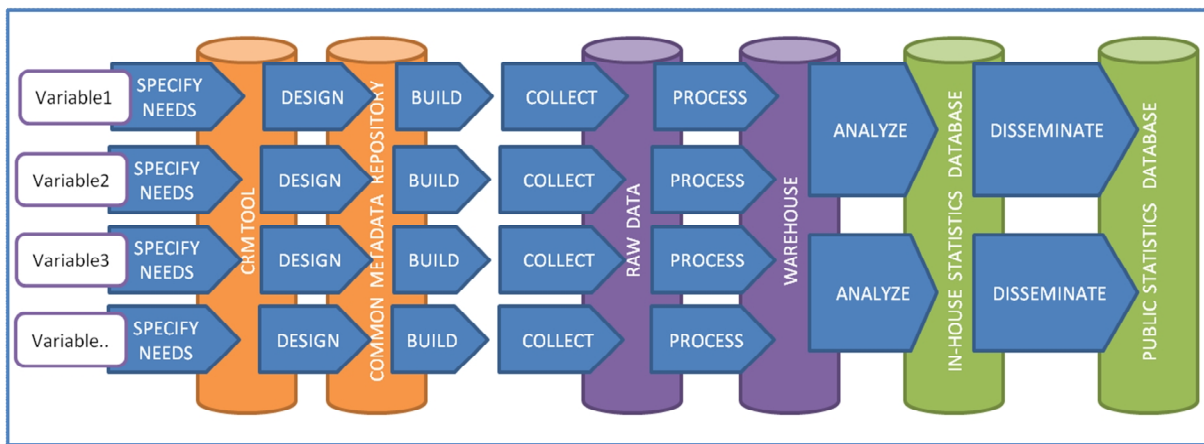 Variable1
SPECIFY
NEEDS
DESIGN
BUILD
COLLECT
PROCESS
ANALYZE
DISSEMINATE
Variable2
SPECIFY
NEEDS
DESIGN
BUILD
COLLECT
PROCESS
Variable3
SPECIFY
NEEDS
DESIGN
BUILD
COLLECT
PROCESS
ANALYZE
DISSEMINATE
Variable..
SPECIFY
NEEDS
DESIGN
BUILD
COLLECT
PROCESS
CRM TOOL
COMMON METADATA REPOSITORY
RAW DATA
WAREHOUSE
IN-HOUSE STATISTICS DATABASE
PUBLIC STATISTICS DATABASE